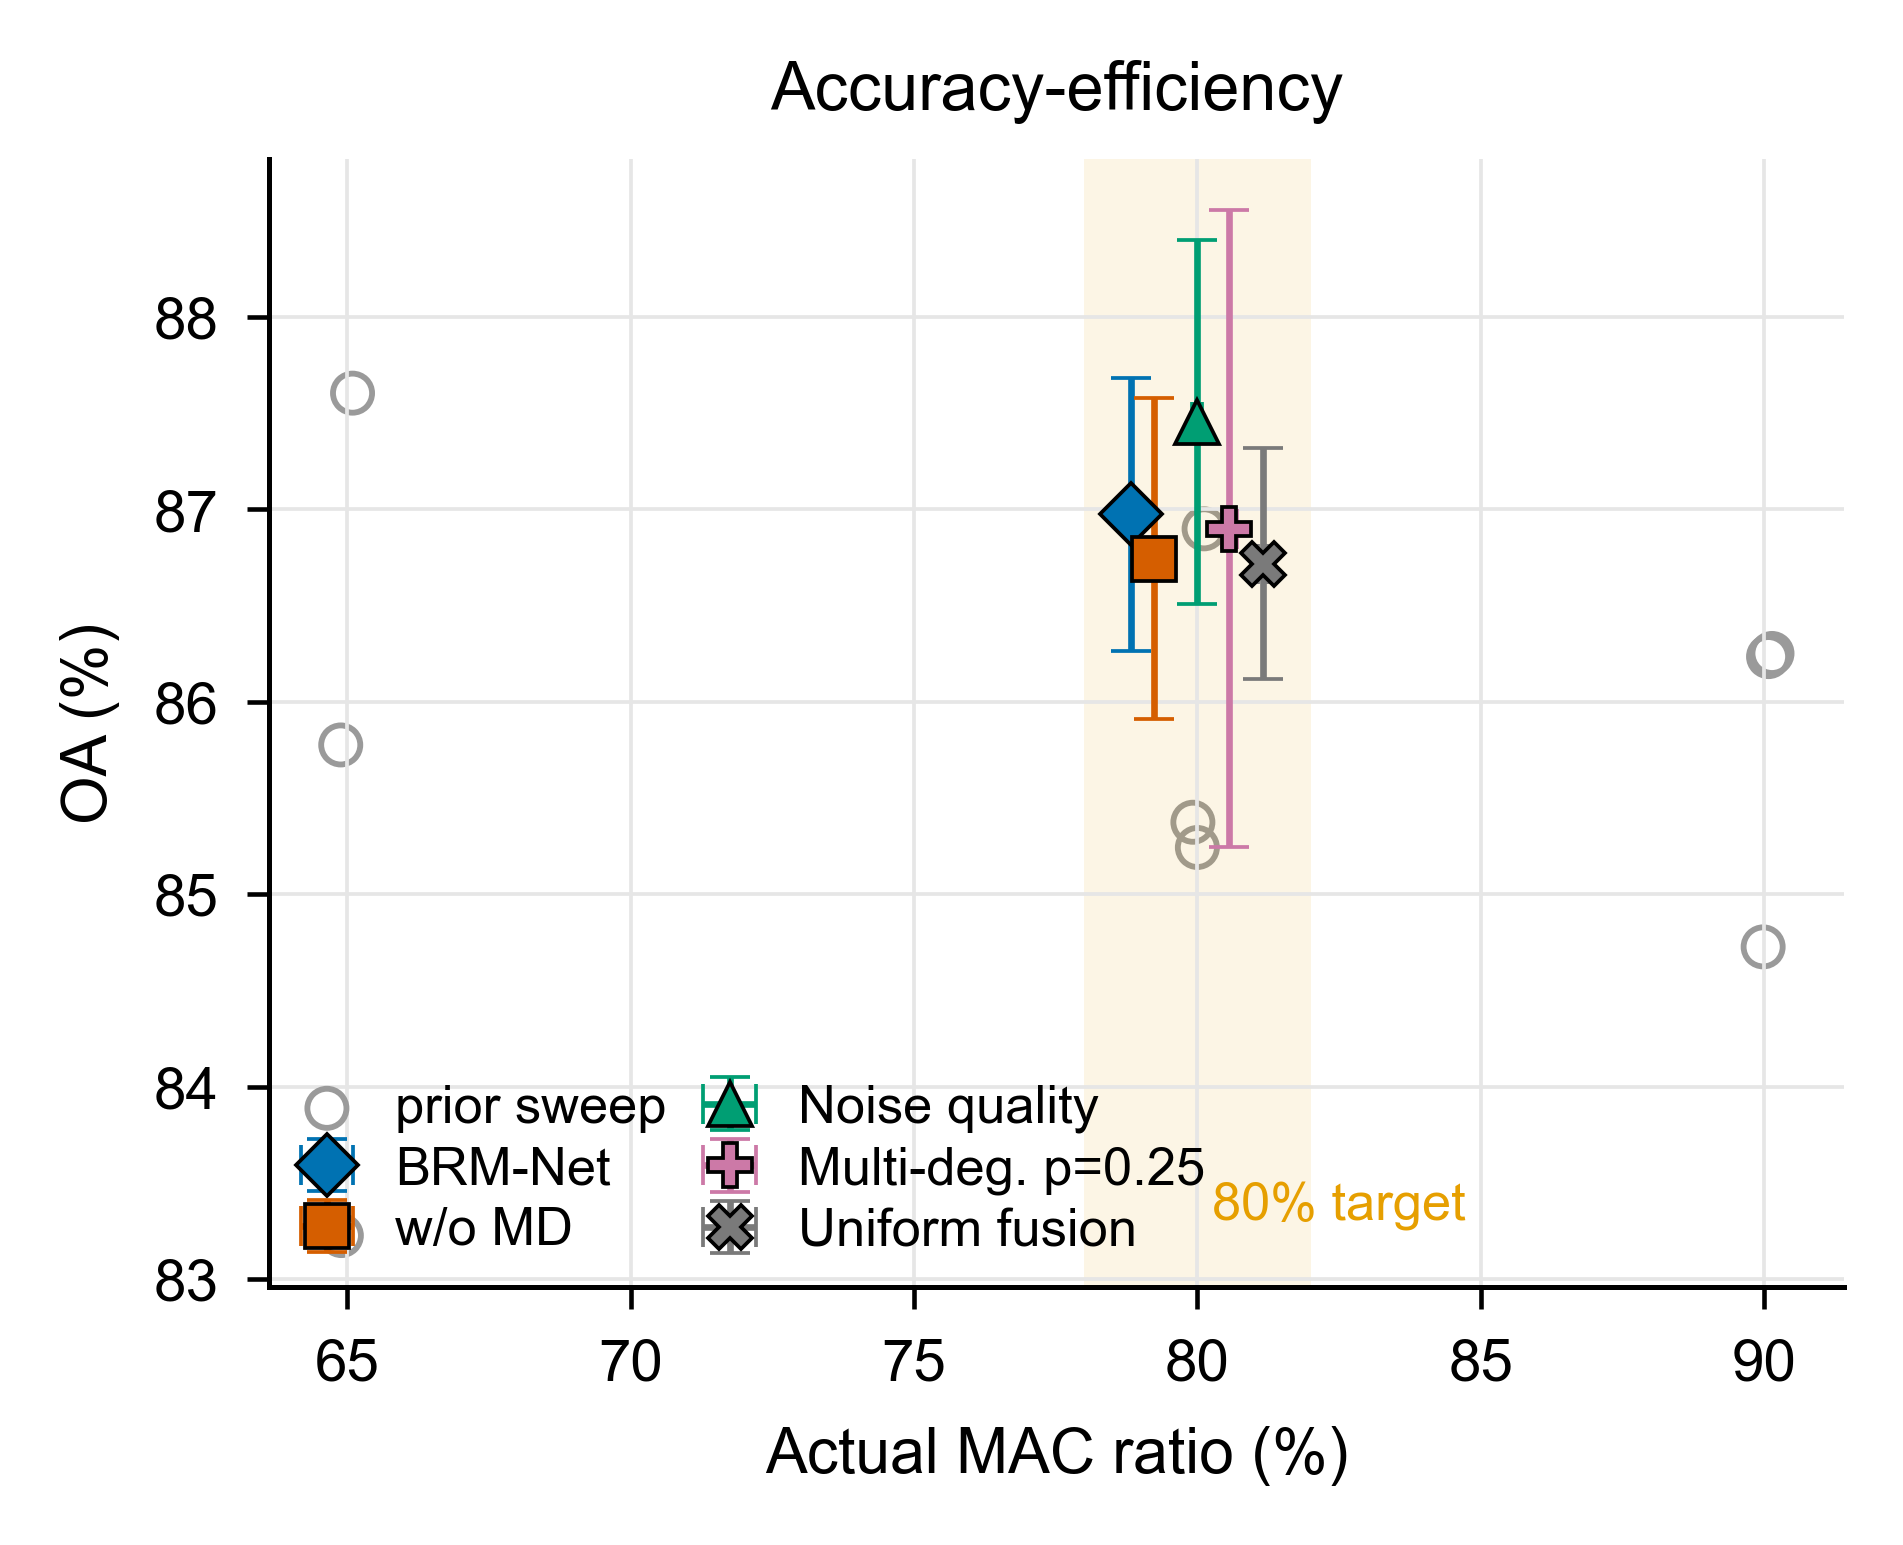 Accuracy-efficiency
OA (%)
88
87
86
85
84
83
prior sweep
BRM-Net
w/o MD
Noise quality
Multi-deg. p=0.25
Uniform fusion
80% target
65 70 75 80 85 90
Actual MAC ratio (%)